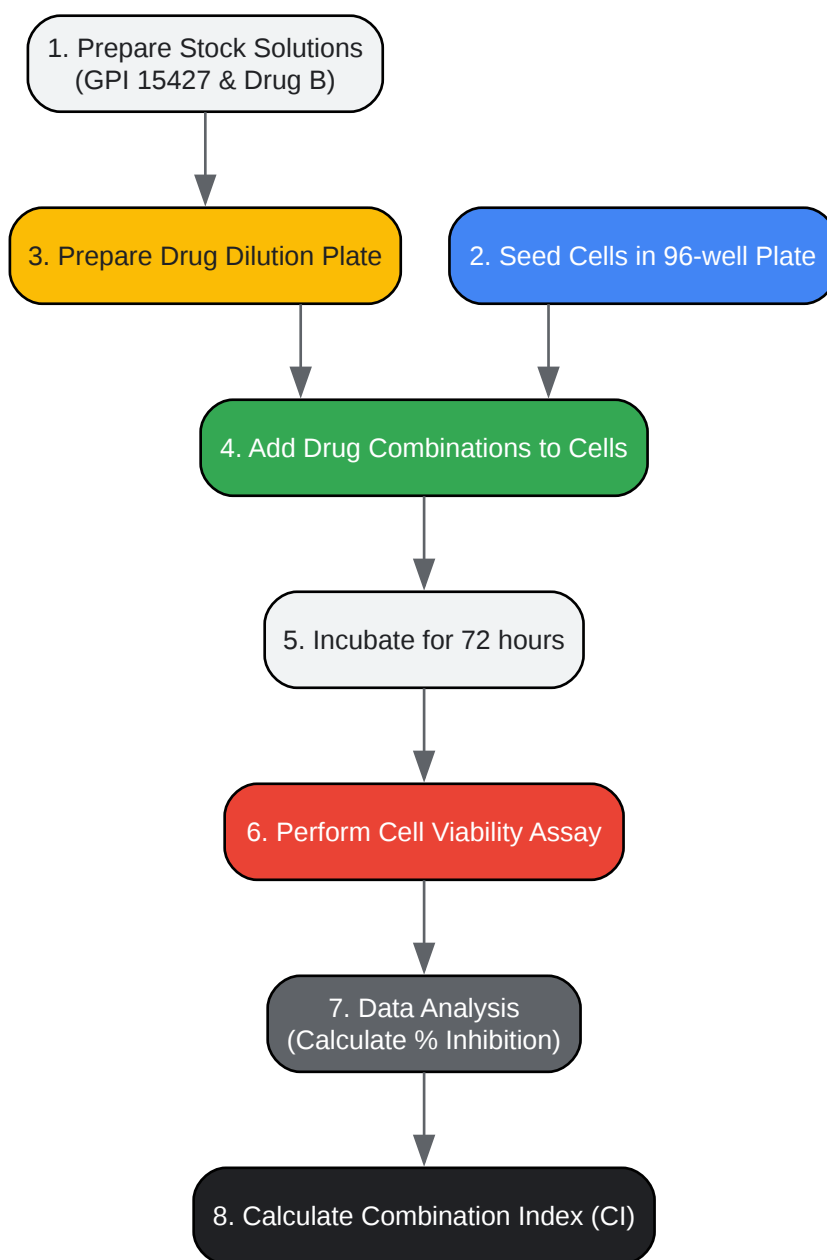 1. Prepare Stock Solutions
(GPI 15427 & Drug B)
3. Prepare Drug Dilution Plate
2. Seed Cells in 96-well Plate
4. Add Drug Combinations to Cells
5. Incubate for 72 hours
6. Perform Cell Viability Assay
7. Data Analysis
(Calculate % Inhibition)
8. Calculate Combination Index (CI)